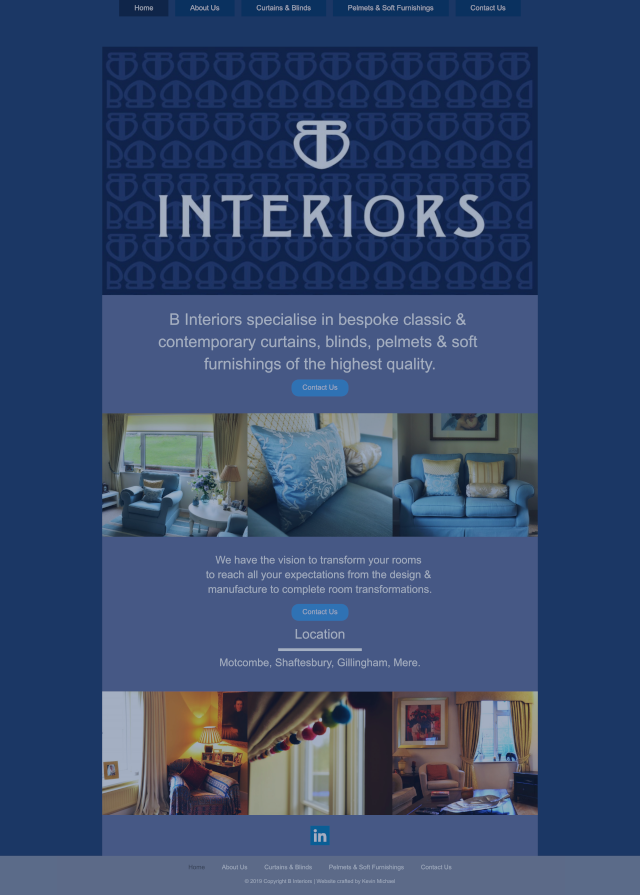 Home About Us Curtains & Blinds Pelmets & Soft Furnishings Contact Us
B
INTERIORS
B Interiors specialise in bespoke classic &
contemporary curtains, blinds, pelmets & soft
furnishings of the highest quality.
Contact Us
We have the vision to transform your rooms
to reach all your expectations from the design &
manufacture to complete room transformations.
Contact Us
Location
Motcombe, Shaftesbury, Gillingham, Mere.
in
Home About Us Curtains & Blinds Pelmets & Soft Furnishings Contact Us
© 2019 Copyright B Interiors | Website crafted by Kevin Michael